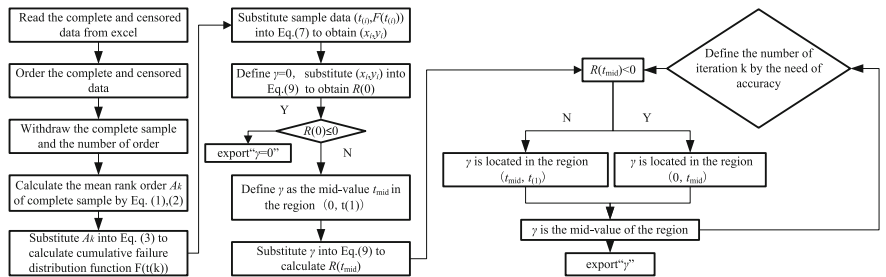 Read the complete and censored
data from excel
Order the complete and censored
data
Withdraw the complete sample
and the number of order
Calculate the mean rank order Ak
of complete sample by Eq. (1),(2)
Substitute Ak into Eq. (3) to
calculate cumulative failure
distribution function F(t(k))
Substitute sample data (t(i),F(t(i)))
into Eq.(7) to obtain (xi,yi)
Define γ=0, substitute (xi,yi) into
Eq.(9) to obtain R(0)
Y
R(0)≤0
export“γ=0”
N
Define γ as the mid-value tmid in
the region (0, t(1))
Substitute γ into Eq.(9) to
calculate R(tmid)
R(tmid)<0
Define the number of
iteration k by the need of
accuracy
N
Y
γ is located in the region
(tmid, t(1))
γ is located in the region
(0, tmid)
γ is the mid-value of the region
export“γ”